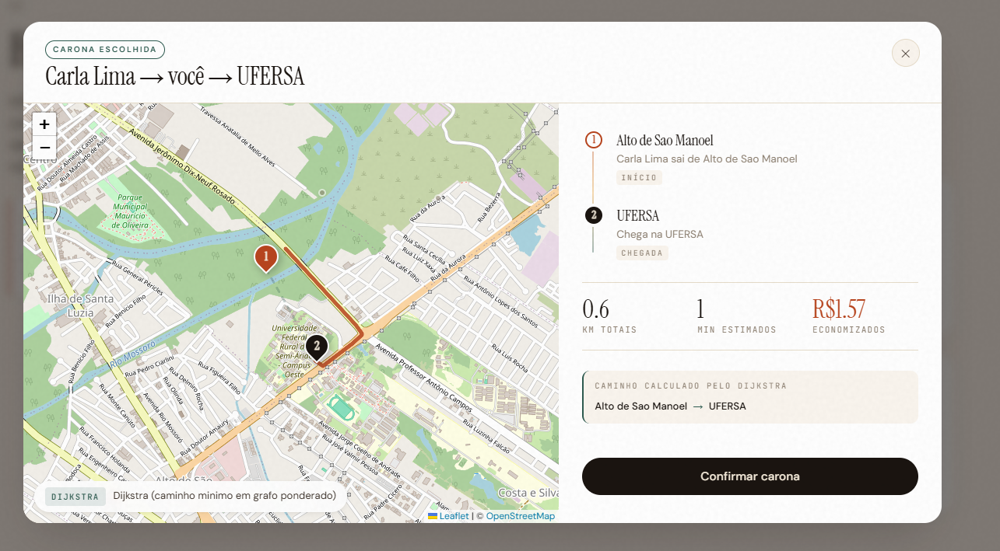 CARONA ESCOLHIDA
Carla Lima → você → UFERSA
×
+
−
Centro
Rua Doutor Almeida Castro
Rua Machado de Assis
Travessa Anatalia de Mello Alves
Avenida Jerônimo Dix-Neuf Rosado
Parque
Municipal
Mauricio
de Oliveira
Rua da Aurora
Rua Bezerra
Rua Santa Cecília
Rua Luiz Xixa
Rua Café Filho
Rua da Aurora
Rua Antônio Lopes dos Santos
Rua General Péricles
Ilha de Santa
Luzia
Rua Benício Filho
Rua Benício Filho
Rio Mossoró
1
2
Universidade
Federal
Rural do
Semi-Árido
Campus
Oeste
Rua Luis Rocha
Avenida Professor Antônio Campos
Rua Pedro Ciarlini
Rua Delmiro Rocha
Rua Figueira Filho
Rua Olinda
Avenida Rio Mossoró
Rua Monte Canuto
Rua Doutor Amaury
Rua Francisco Holanda
Avenida Jorge Coelho de Andrade
Rua José Valmir Pessoa
Rua Luzinha Falcão
Rua Padre Cícero
Alto de São
Costa e Silva
DIJKSTRA
Dijkstra (caminho minimo em grafo ponderado)
Leaflet | © OpenStreetMap
1
Alto de Sao Manoel
Carla Lima sai de Alto de Sao Manoel
INÍCIO
2
UFERSA
Chega na UFERSA
CHEGADA
0.6
KM TOTAIS
1
MIN ESTIMADOS
R$1.57
ECONOMIZADOS
CAMINHO CALCULADO PELO DIJKSTRA
Alto de Sao Manoel → UFERSA
Confirmar carona